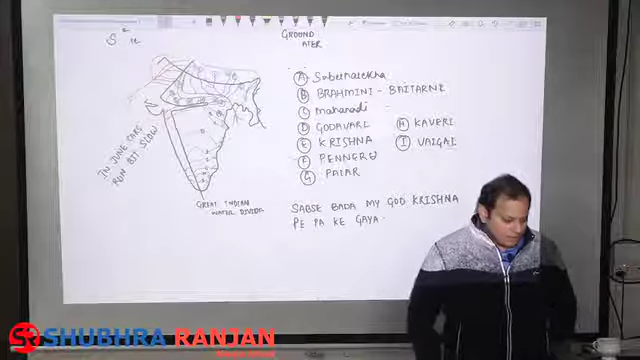 GROUND
ATER
A Subernarekha
B BRAHMINI - BAITARNI
C mahanadi
D GODAVARI
E KRISHNA
F PENNERU
G PALAR
H KAVERI
I VAIGAI
IN JUNE CARS
RUN BIT SLOW
GREAT INDIAN
WATER DIVIDE
SABSE BADA MY GOD KRISHNA
PE PA KE GAYA
SHUBHRA RANJAN